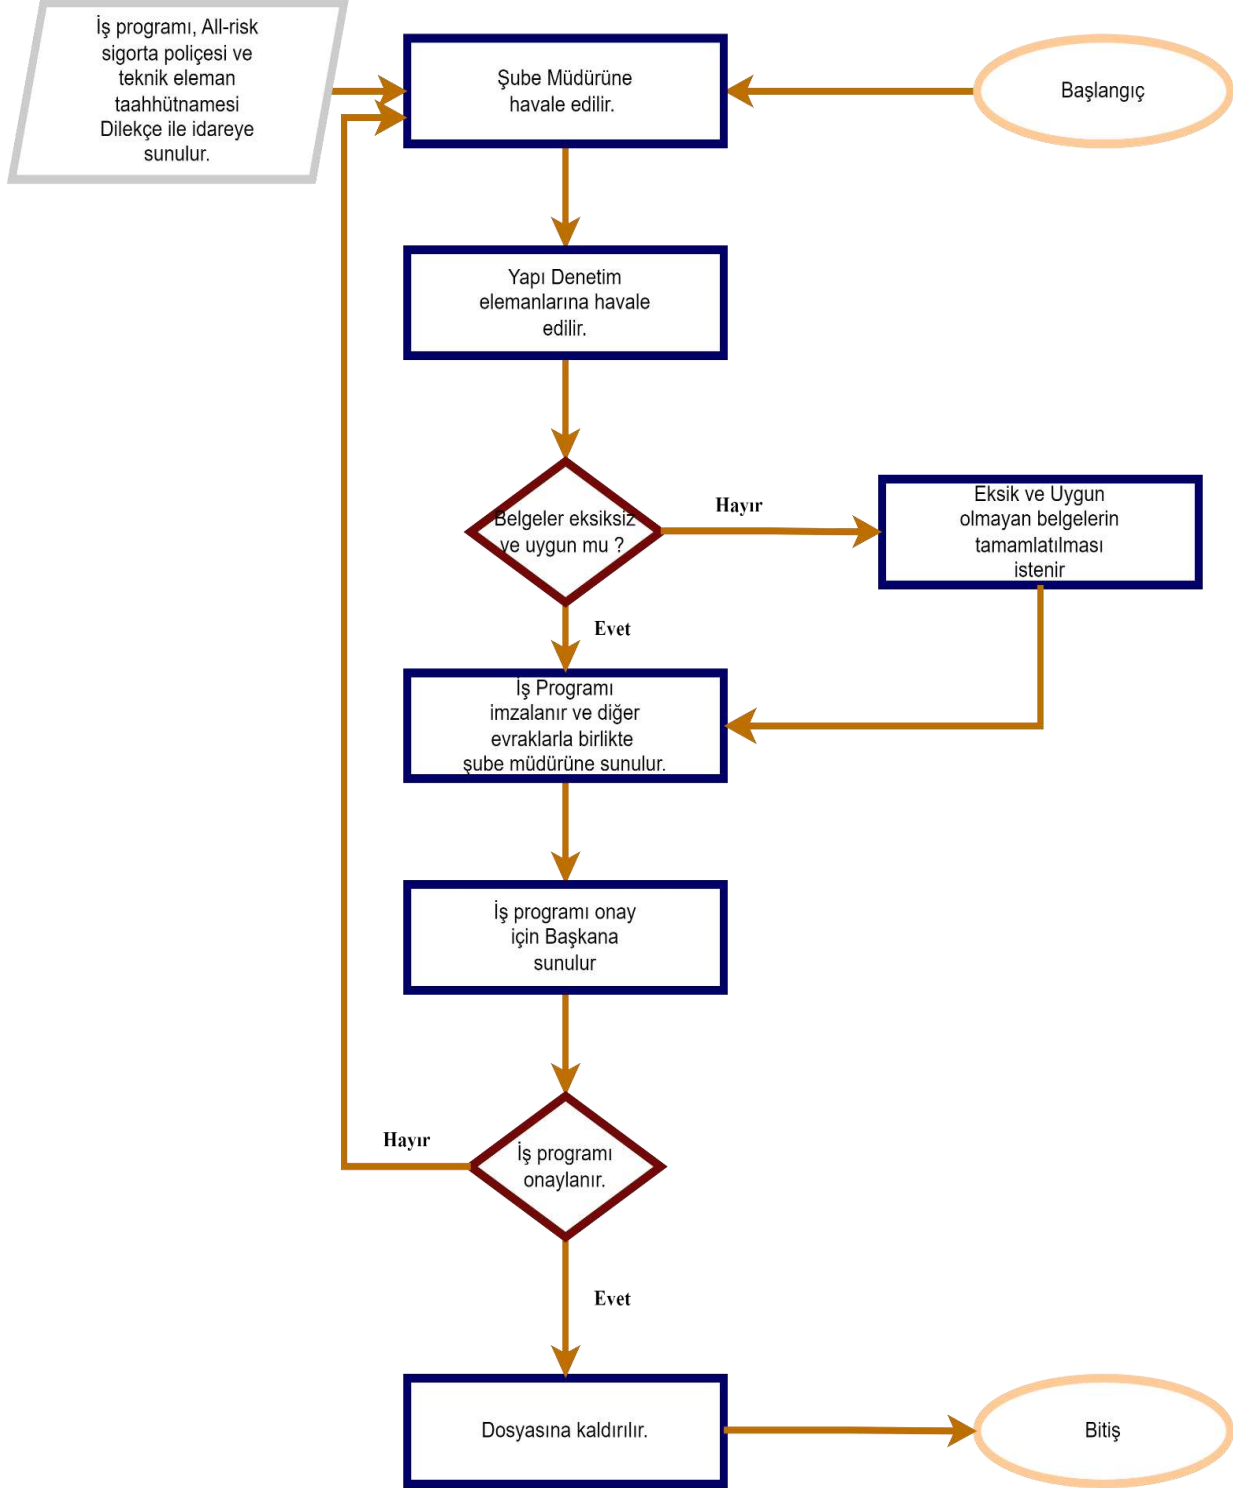 İş programı, All-risk
sigorta poliçesi ve
teknik eleman
taahhütnamesi
Dilekçe ile idareye
sunulur.
Şube Müdürüne
havale edilir.
Başlangıç
Yapı Denetim
elemanlarına havale
edilir.
Belgeler eksiksiz
ve uygun mu ?
Hayır
Eksik ve Uygun
olmayan belgelerin
tamamlatılması
istenir
Evet
İş Programı
imzalanır ve diğer
evraklarla birlikte
şube müdürüne sunulur.
İş programı onay
için Başkana
sunulur
Hayır
İş programı
onaylanır.
Evet
Dosyasına kaldırılır.
Bitiş